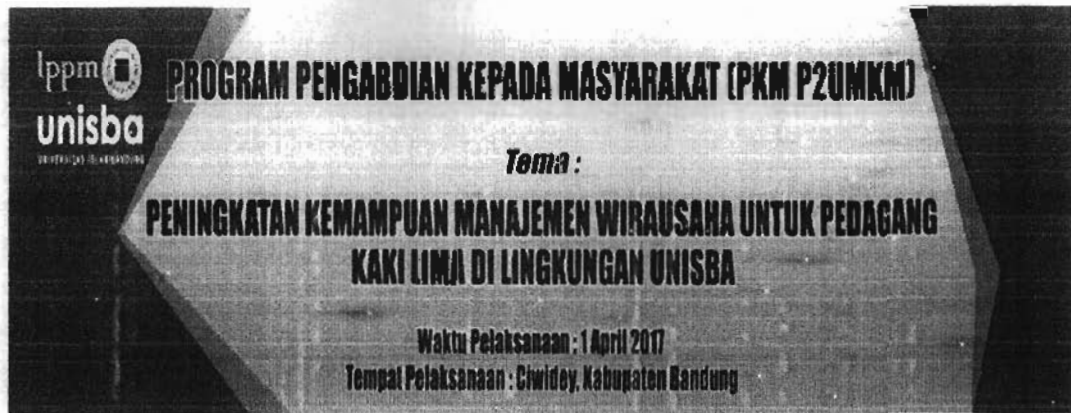 lppm
unisba
PROGRAM PENGABDIAN KEPADA MASYARAKAT (PKM P2UMKM)
Tema :
PENINGKATAN KEMAMPUAN MANAJEMEN WIRAUSAHA UNTUK PEDAGANG
KAKI LIMA DI LINGKUNGAN UNISBA
Waktu Pelaksanaan : 1 April 2017
Tempat Pelaksanaan : Ciwidey, Kabupaten Bandung